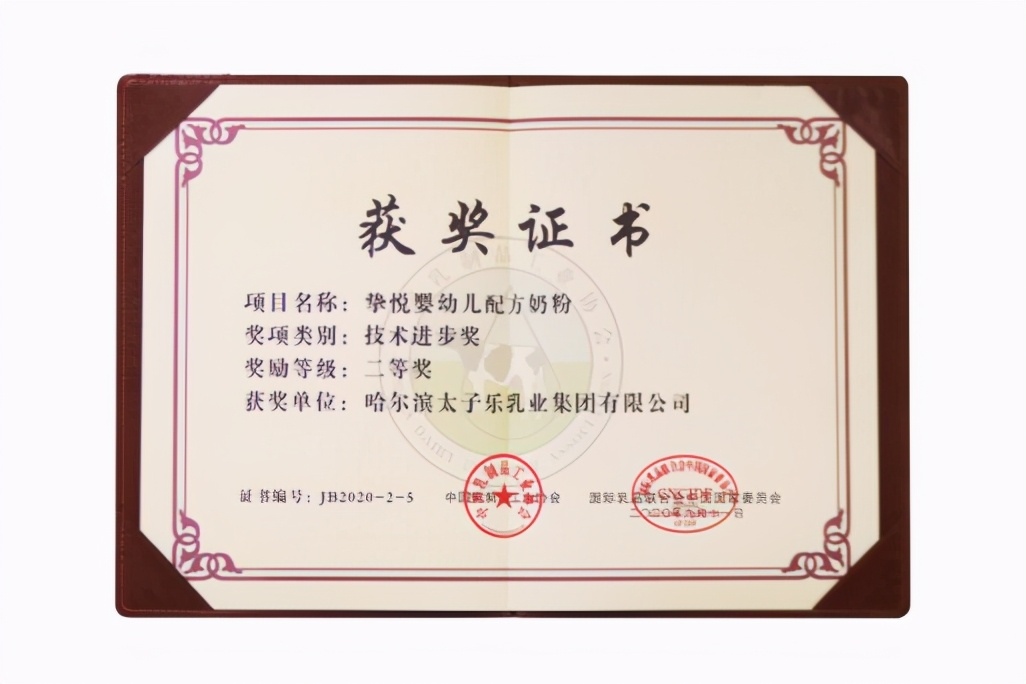 获奖证书
项目名称：挚悦婴幼儿配方奶粉
奖项类别：技术进步奖
奖励等级：二等奖
获奖单位：哈尔滨太子乐乳业集团有限公司
编号：JB2020-2-5